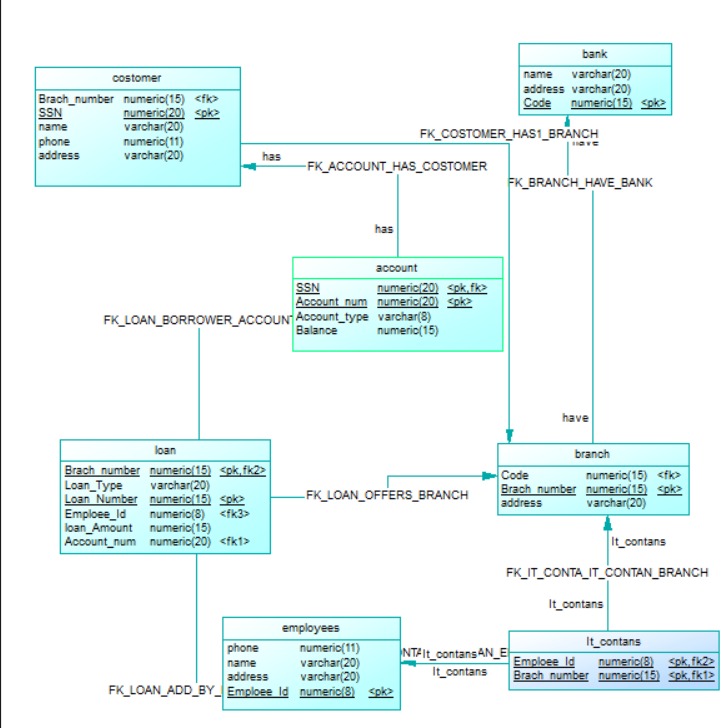 bank
name varchar(20)
address varchar(20)
Code numeric(15) <pk>
costomer
Brach_number numeric(15) <fk>
SSN numeric(20) <pk>
name varchar(20)
phone numeric(11)
address varchar(20)
FK_COSTOMER_HAS1_BRANCH
have
has
FK_ACCOUNT_HAS_COSTOMER
FK_BRANCH_HAVE_BANK
has
account
SSN numeric(20) <pk,fk>
Account_num numeric(20) <pk>
Account_type varchar(8)
Balance numeric(15)
FK_LOAN_BORROWER_ACCOUNT
have
loan
Brach_number numeric(15) <pk,fk2>
Loan_Type varchar(20)
Loan_Number numeric(15) <pk>
Emploee_Id numeric(8) <fk3>
loan_Amount numeric(15)
Account_num numeric(20) <fk1>
branch
Code numeric(15) <fk>
Brach_number numeric(15) <pk>
address varchar(20)
FK_LOAN_OFFERS_BRANCH
It_contans
FK_IT_CONTA_IT_CONTAN_BRANCH
It_contans
employees
phone numeric(11)
name varchar(20)
address varchar(20)
Emploee_Id numeric(8) <pk>
It_contans
It_contans
It_contans
Emploee_Id numeric(8) <pk,fk2>
Brach_number numeric(15) <pk,fk1>
FK_LOAN_ADD_BY_